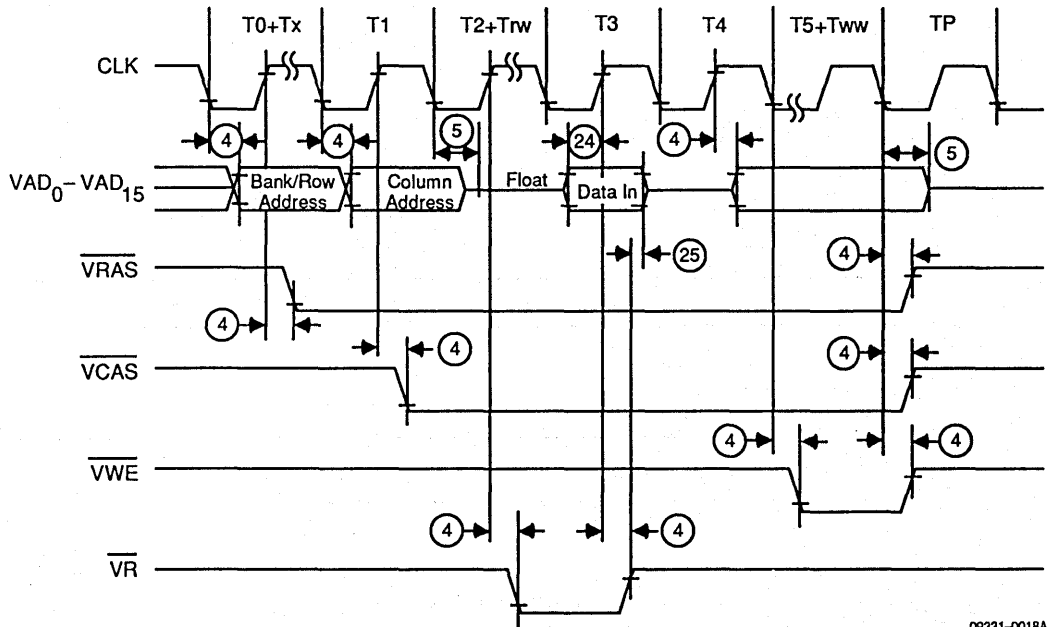 T0+Tx T1 T2+Trw T3 T4 T5+Tww TP
CLK
4 4 5 24 4 5
VAD0–VAD15 Bank/Row Address Column Address Float Data In
25
VRAS 4
4
4
VCAS 4
4 4
VWE
4 4
VR
09231-0018A